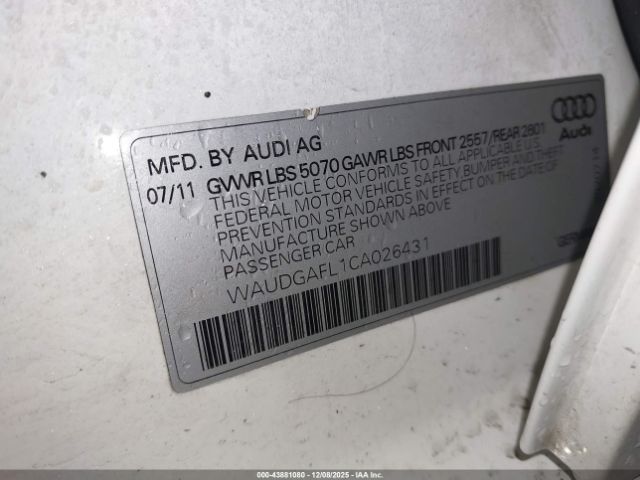 MFD. BY AUDI AG
07/11 GVWR LBS 5070 GAWR LBS FRONT 2557/REAR 2801
THIS VEHICLE CONFORMS TO ALL APPLICABLE U.S.
FEDERAL MOTOR VEHICLE SAFETY, BUMPER AND THEFT
PREVENTION STANDARDS IN EFFECT ON THE DATE OF
MANUFACTURE SHOWN ABOVE
PASSENGER CAR
WAUDGAFL1CA026431
Audi
000-43881080 - 12/08/2025 - IAA Inc.